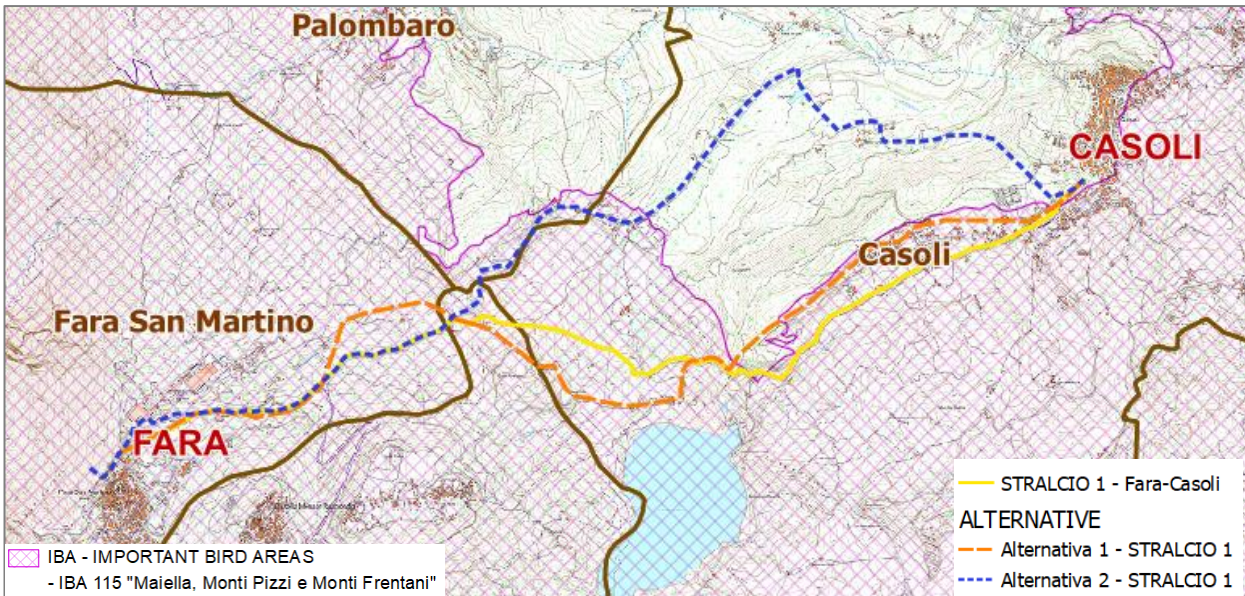 Palombaro
CASOLI
Casoli
Fara San Martino
FARA
STRALCIO 1 - Fara-Casoli
ALTERNATIVE
Alternativa 1 - STRALCIO 1
Alternativa 2 - STRALCIO 1
IBA - IMPORTANT BIRD AREAS
- IBA 115 "Maiella, Monti Pizzi e Monti Frentani"